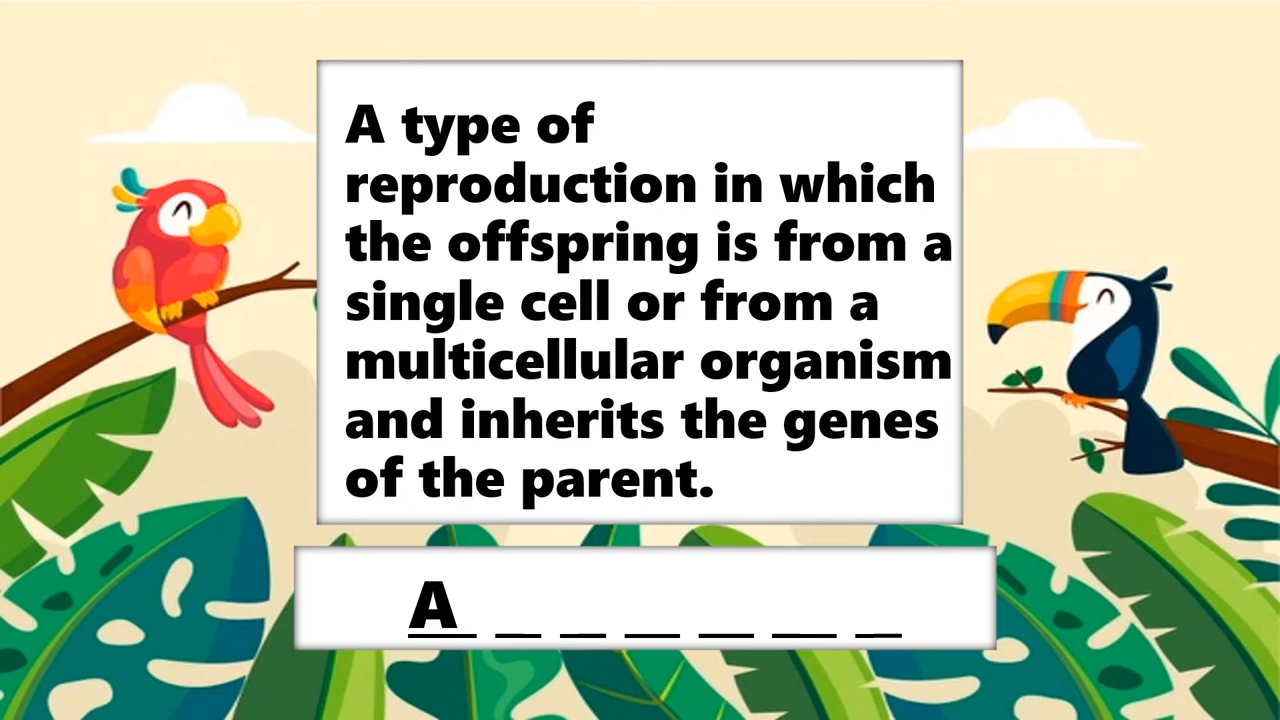 A type of
reproduction in which
the offspring is from a
single cell or from a
multicellular organism
and inherits the genes
of the parent.
A _ _ _ _ _ _